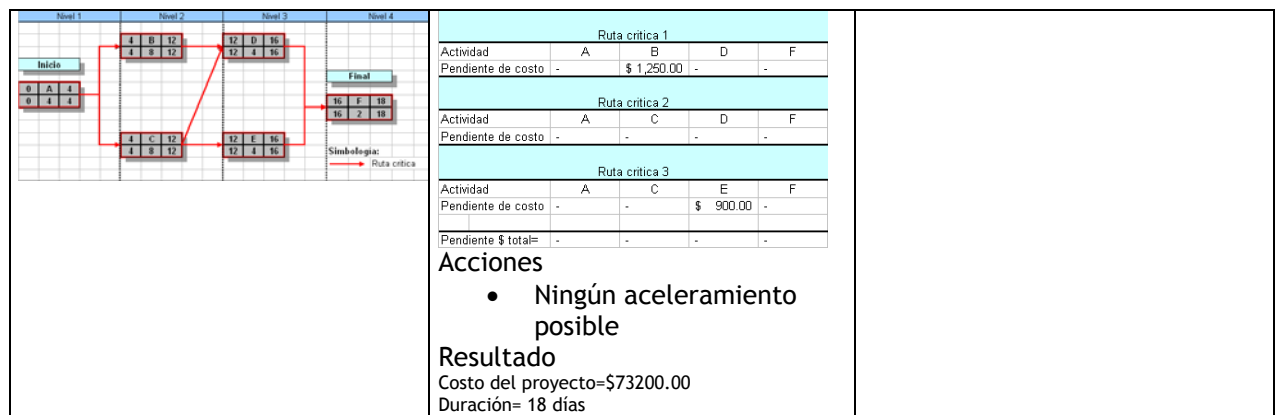 Nivel 1 Nivel 2 Nivel 3 Nivel 4
4 B 12 12 D 16
4 8 12 12 4 16
Inicio
Final
0 A 4
0 4 4
16 F 18
16 2 18
4 C 12 12 E 16
4 8 12 12 4 16
Simbologia:
Ruta critica
Ruta critica 1
Actividad A B D F
Pendiente de costo - $ 1,250.00 - -
Ruta critica 2
Actividad A C D F
Pendiente de costo - - - -
Ruta critica 3
Actividad A C E F
Pendiente de costo - - $ 900.00 -
Pendiente $ total= - - - -
Acciones
• Ningún aceleramiento
posible
Resultado
Costo del proyecto=$73200.00
Duración= 18 días